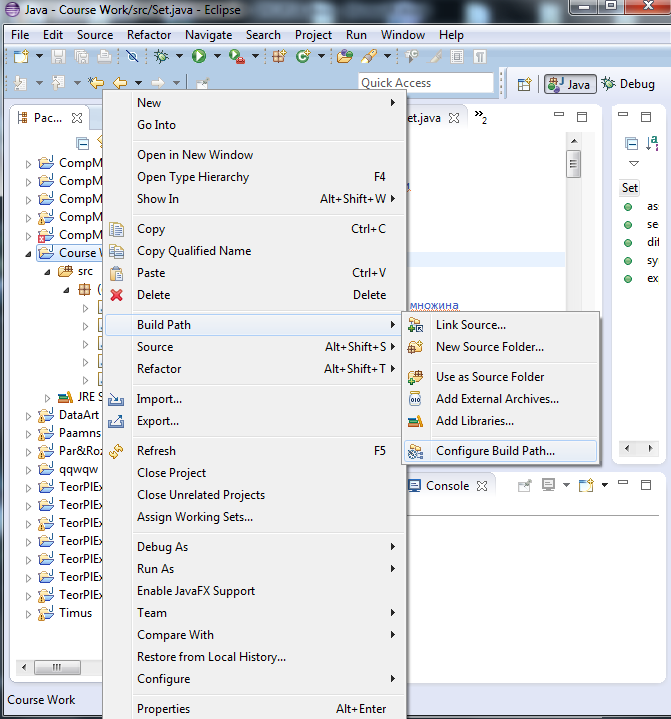 Java - Course Work/src/Set.java - Eclipse
File Edit Source Refactor Navigate Search Project Run Window Help
Quick Access
Java
Debug
Pac...
et.java
2
CompM
CompM
CompM
CompM
CompM
Course W
src
(
JRE S
DataArt
Paamns
Par&Roz
qqwqw
TeorPlEx
TeorPlEx
TeorPlEx
TeorPlEx
TeorPlEx
TeorPlEx
TeorPlEx
Timus
New
Go Into
Open in New Window
Open Type Hierarchy F4
Show In Alt+Shift+W
Copy Ctrl+C
Copy Qualified Name
Paste Ctrl+V
Delete Delete
Build Path
Source Alt+Shift+S
Refactor Alt+Shift+T
Import...
Export...
Refresh F5
Close Project
Close Unrelated Projects
Assign Working Sets...
Debug As
Run As
Enable JavaFX Support
Team
Compare With
Restore from Local History...
Configure
Properties Alt+Enter
множина
Link Source...
New Source Folder...
Use as Source Folder
Add External Archives...
Add Libraries...
Configure Build Path...
Set
as
se
dif
sy
ex
Console
Course Work